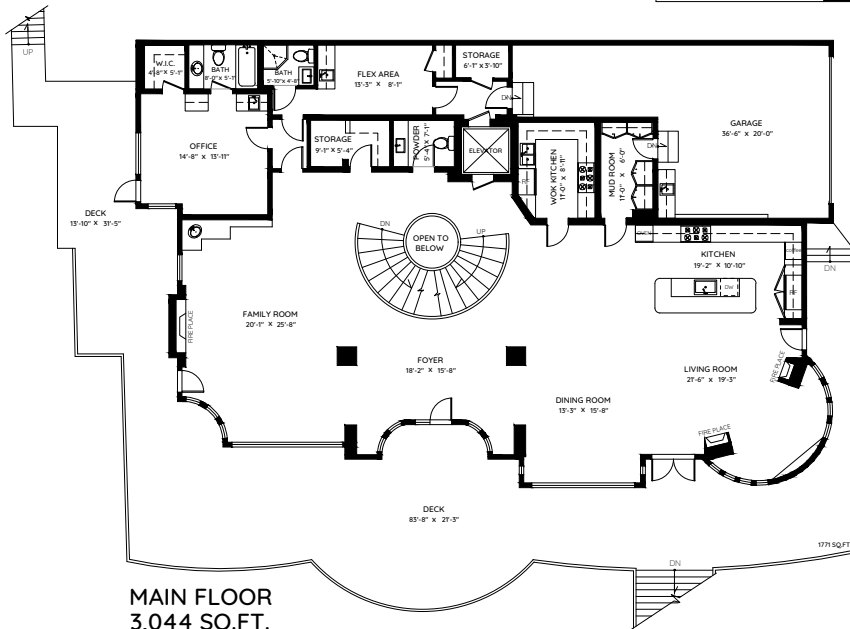 UP
W.I.C.
4'-8" x 5'-1"
BATH
8'-0" x 5'-1"
BATH
5'-10" x 4'-8"
FLEX AREA
13'-3" x 8'-1"
STORAGE
6'-1" x 3'-10"
DN
GARAGE
36'-6" x 20'-0"
OFFICE
14'-8" x 13'-11"
STORAGE
9'-1" x 5'-4"
POWDER
5'-4" x 7'-1"
ELEVATOR
WOK KITCHEN
11'-0" x 8'-11"
RF
MUD ROOM
11'-0" x 6'-0"
DN
DECK
13'-10" x 31'-5"
DN
OPEN TO
BELOW
UP
OVEN
KITCHEN
19'-2" x 10'-10"
coffee
DN
DW
RF
FAMILY ROOM
20'-1" x 25'-8"
FIRE PLACE
FOYER
18'-2" x 15'-8"
LIVING ROOM
21'-6" x 19'-3"
FIRE PLACE
DINING ROOM
13'-3" x 15'-8"
FIRE PLACE
DECK
83'-8" x 21'-3"
1771 SQ.FT
DN
MAIN FLOOR
3,044 SQ.FT.